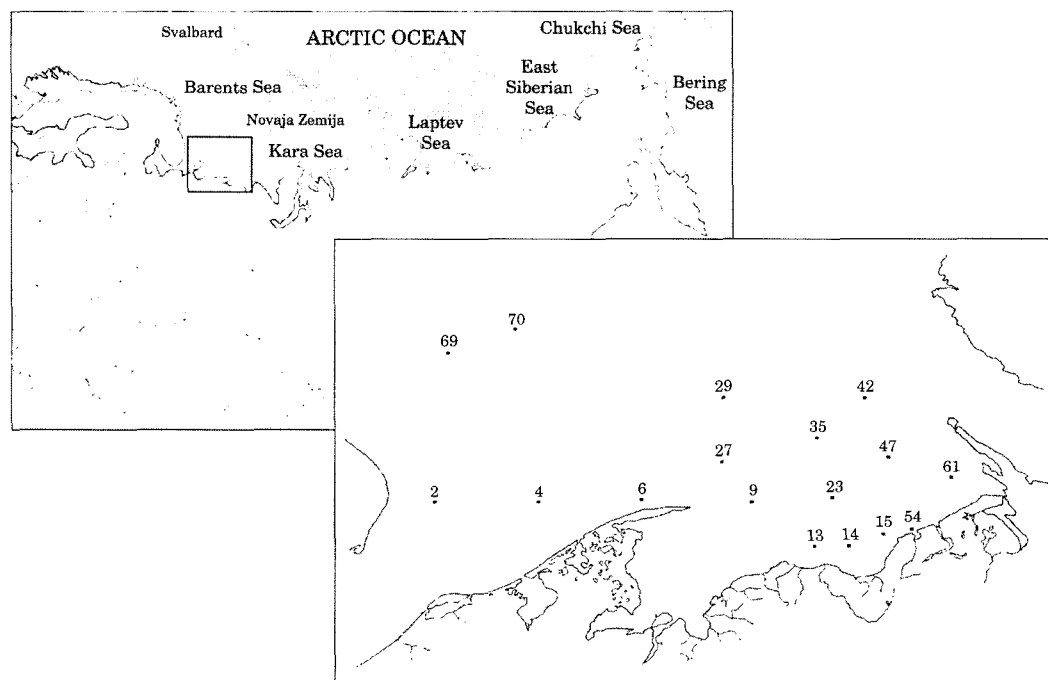 Svalbard
ARCTIC OCEAN
Chukchi Sea
East
Siberian
Sea
Bering
Sea
Barents Sea
Novaja Zemija
Laptev
Sea
Kara Sea
70
69
29
42
35
27
47
61
2
4
6
9
23
13
14
15
54